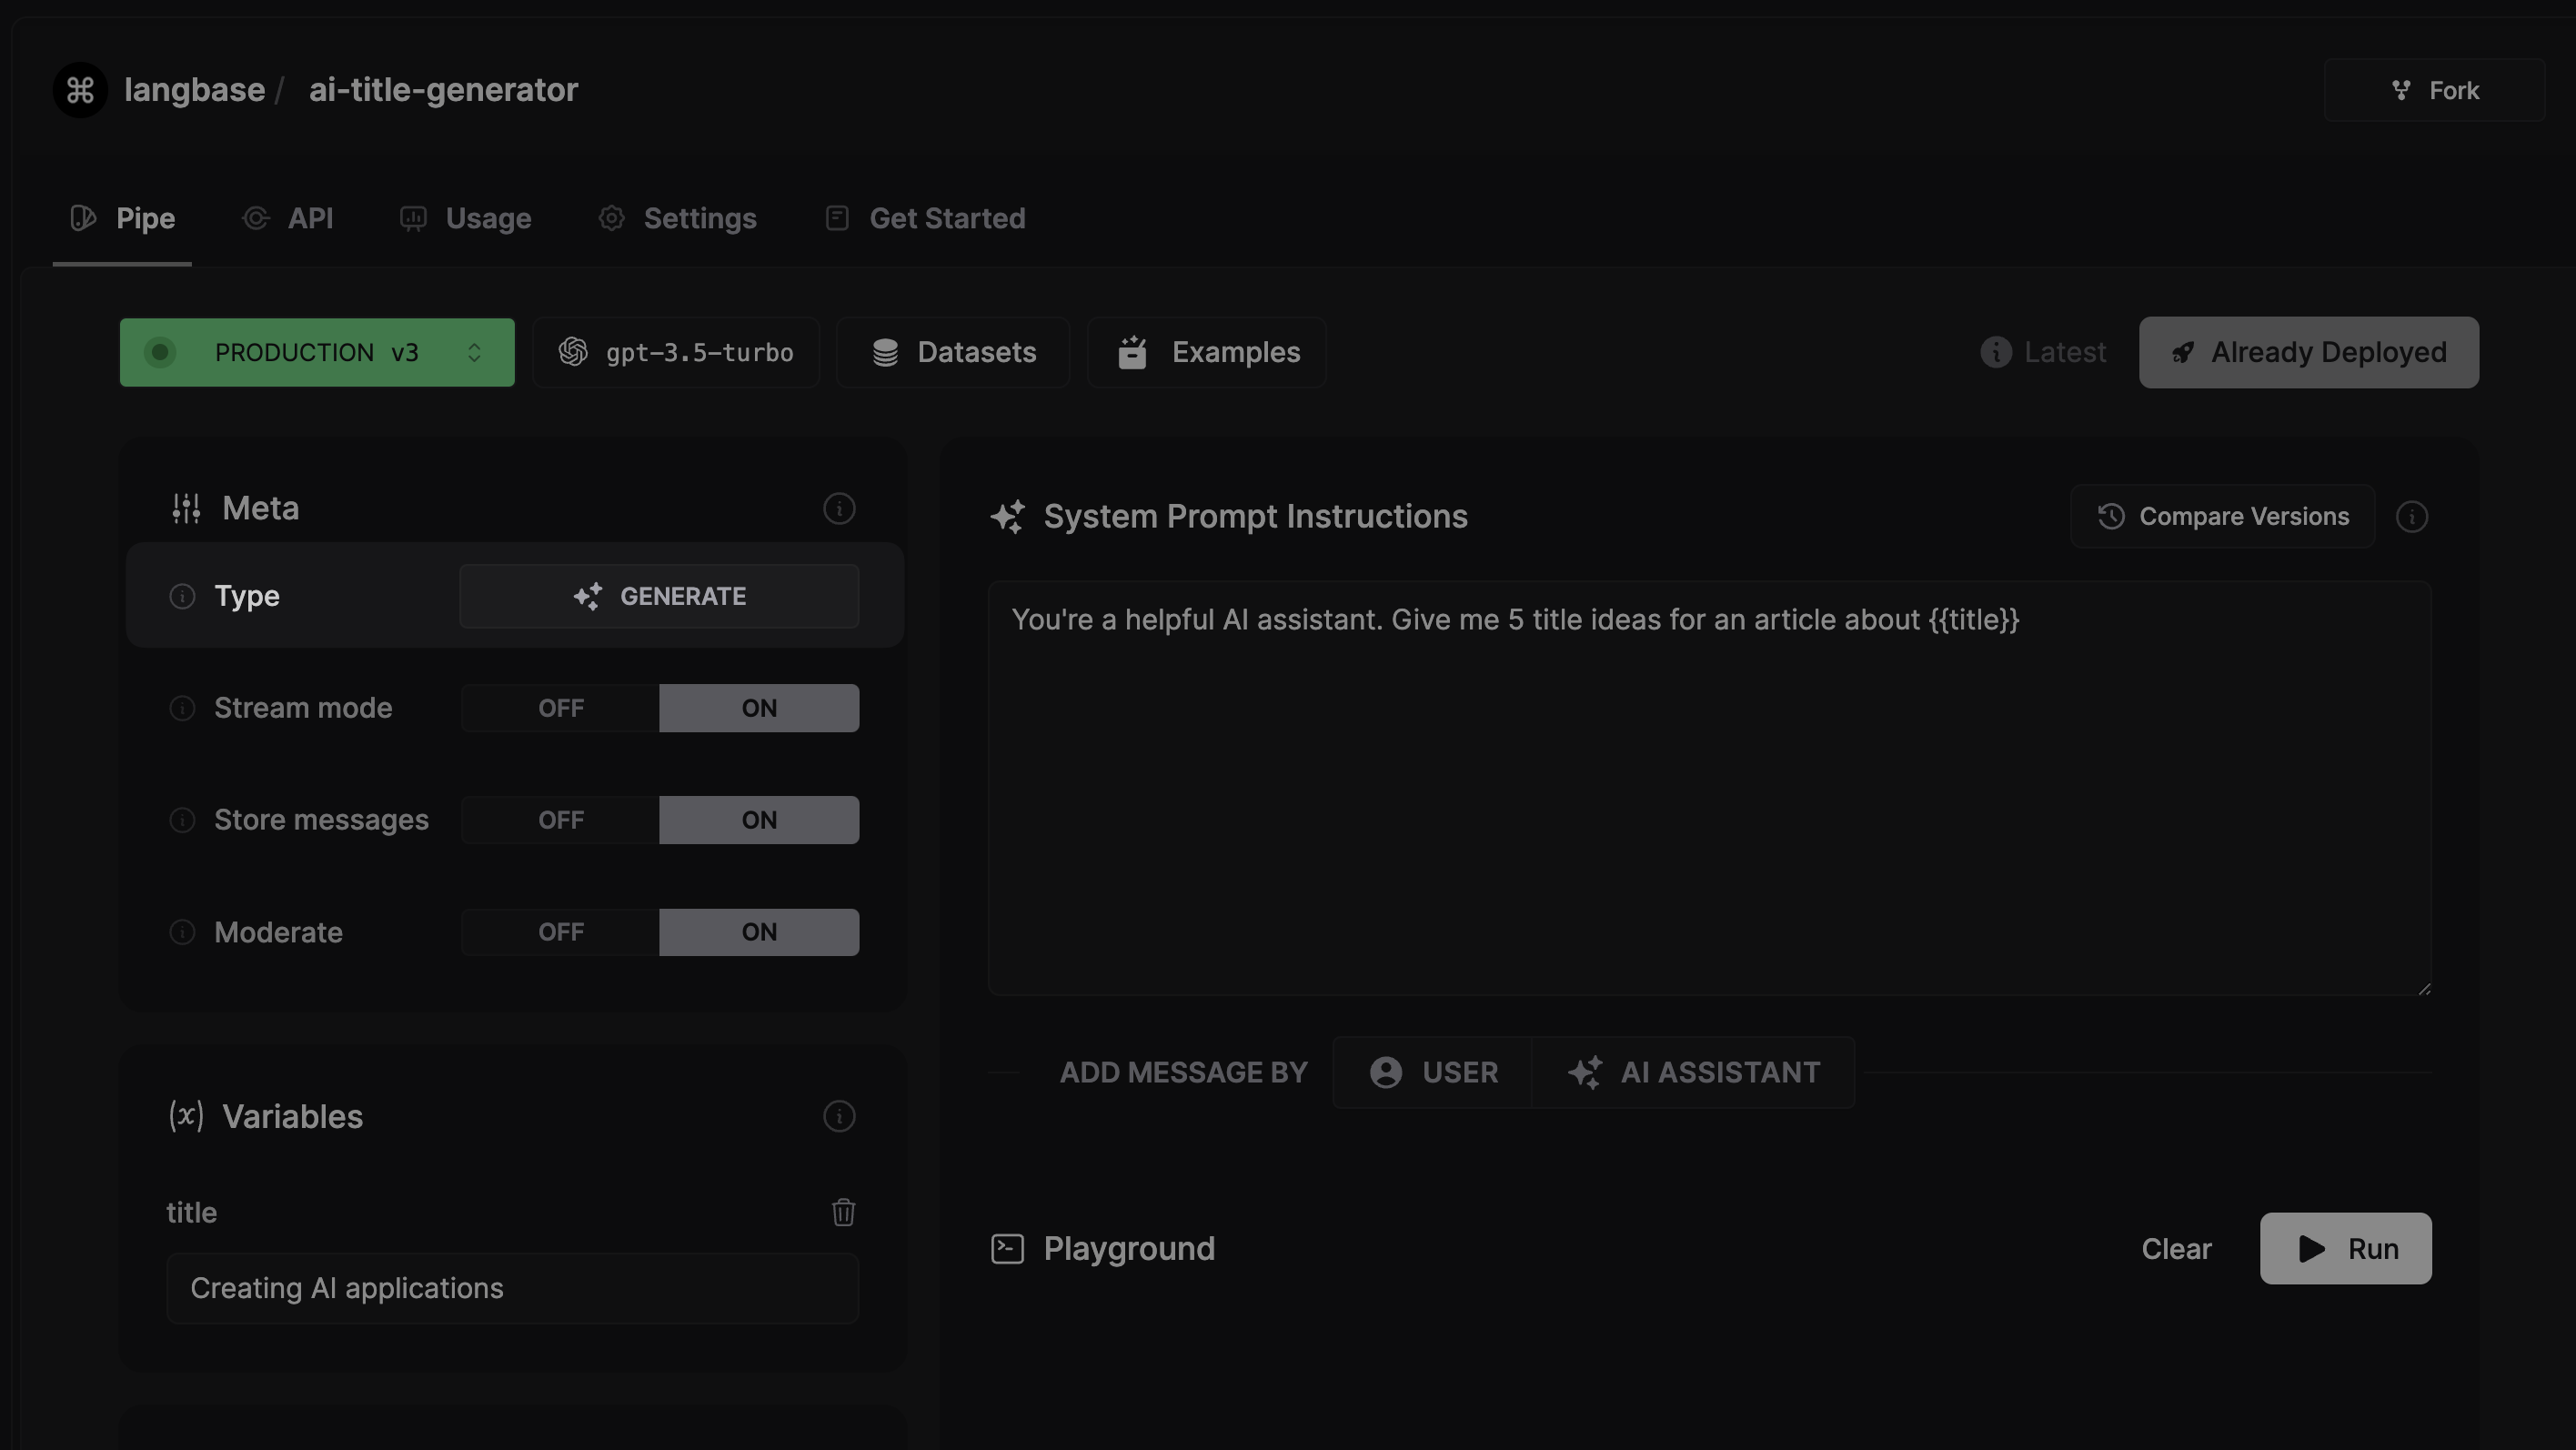 langbase / ai-title-generator
Fork
Pipe API Usage Settings Get Started
PRODUCTION v3 gpt-3.5-turbo Datasets Examples Latest Already Deployed
Meta
Type GENERATE
Stream mode OFF ON
Store messages OFF ON
Moderate OFF ON
Variables
title
Creating AI applications
System Prompt Instructions
Compare Versions
You're a helpful AI assistant. Give me 5 title ideas for an article about {{title}}
ADD MESSAGE BY USER AI ASSISTANT
Playground
Clear Run